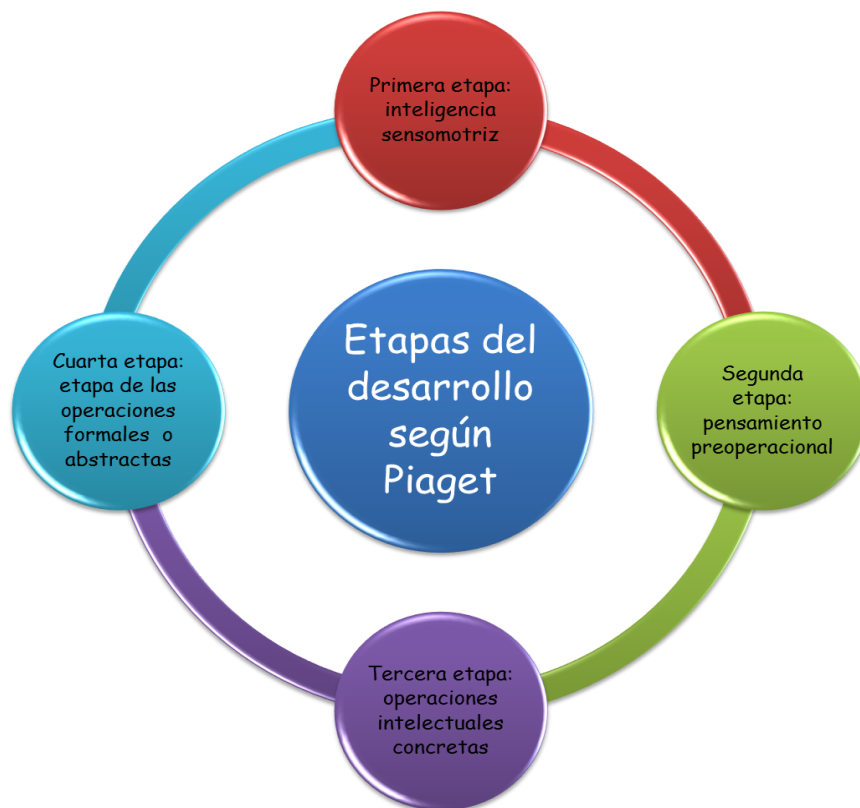 Primera etapa:
inteligencia
sensomotriz
Etapas del
desarrollo
según
Piaget
Cuarta etapa:
etapa de las
operaciones
formales o
abstractas
Segunda
etapa:
pensamiento
preoperacional
Tercera etapa:
operaciones
intelectuales
concretas